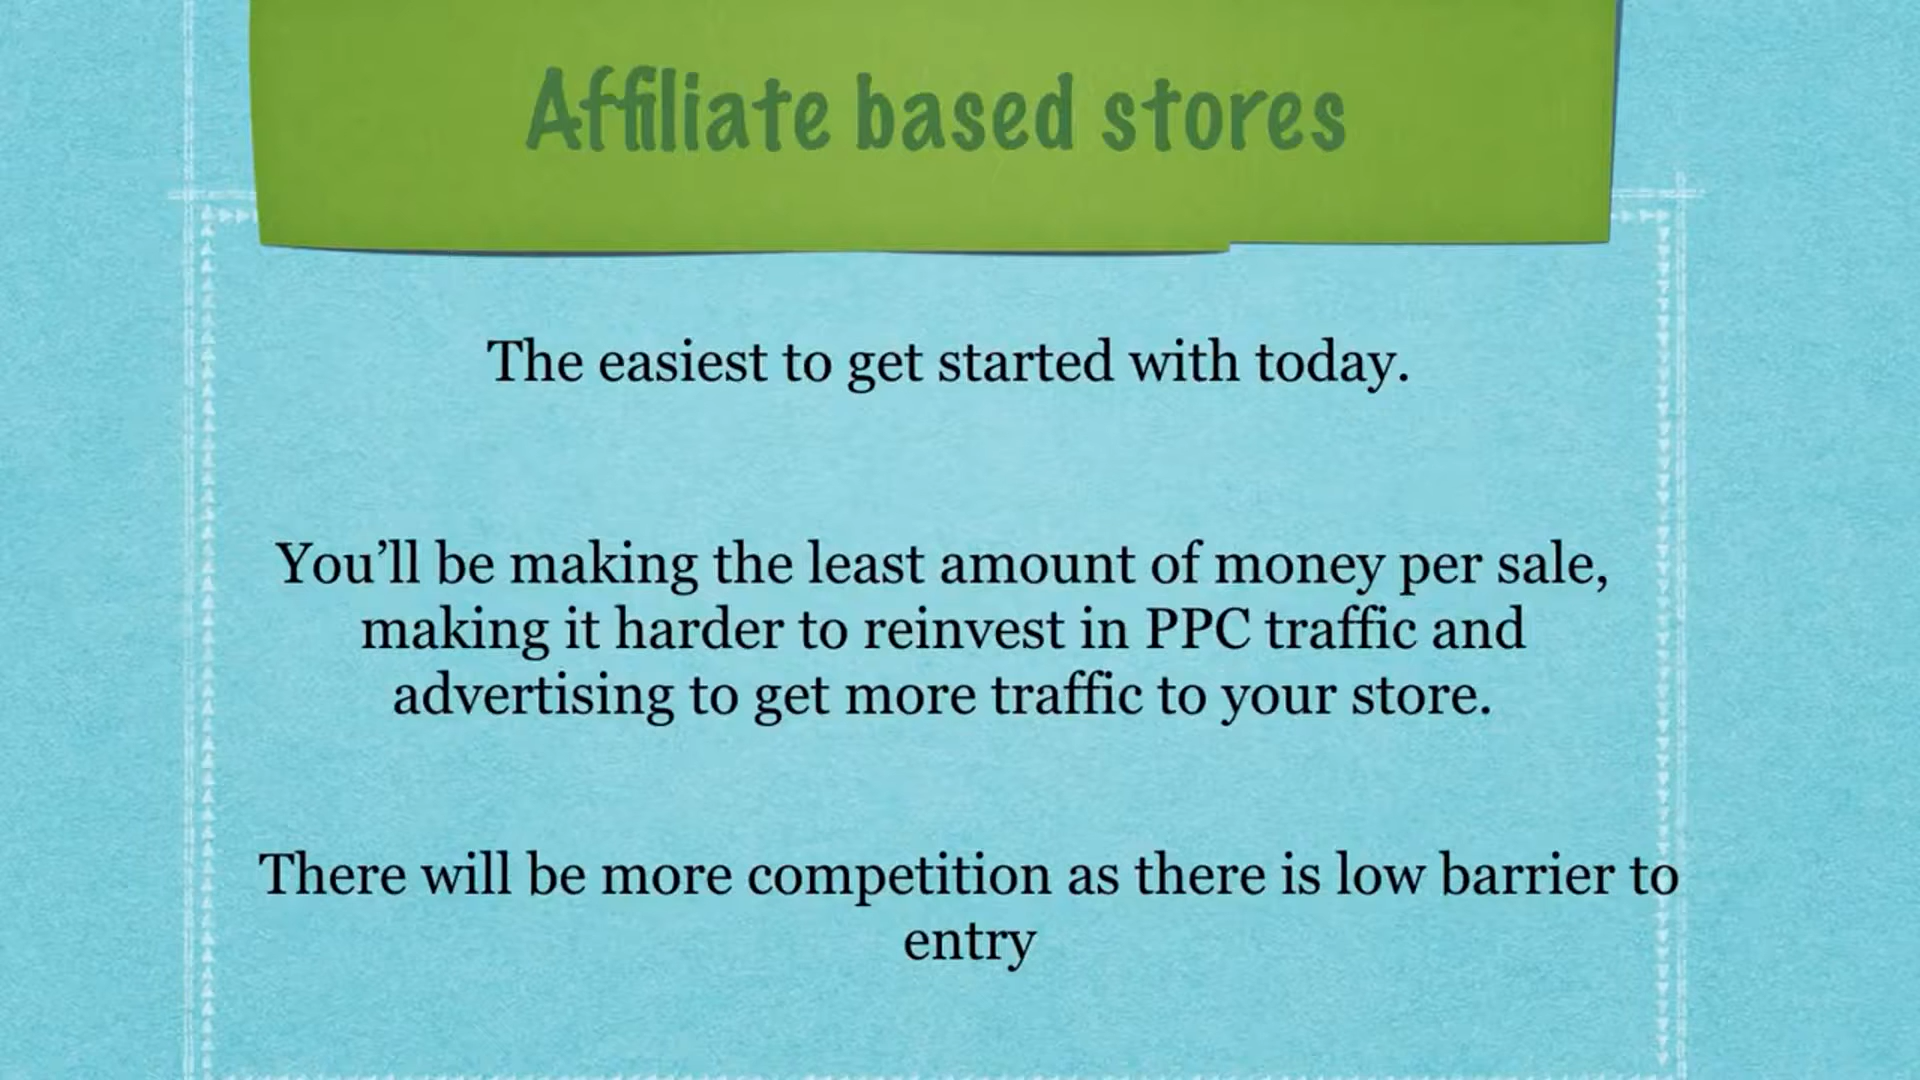 Affiliate based stores
The easiest to get started with today.
You’ll be making the least amount of money per sale,
making it harder to reinvest in PPC traffic and
advertising to get more traffic to your store.
There will be more competition as there is low barrier to
entry